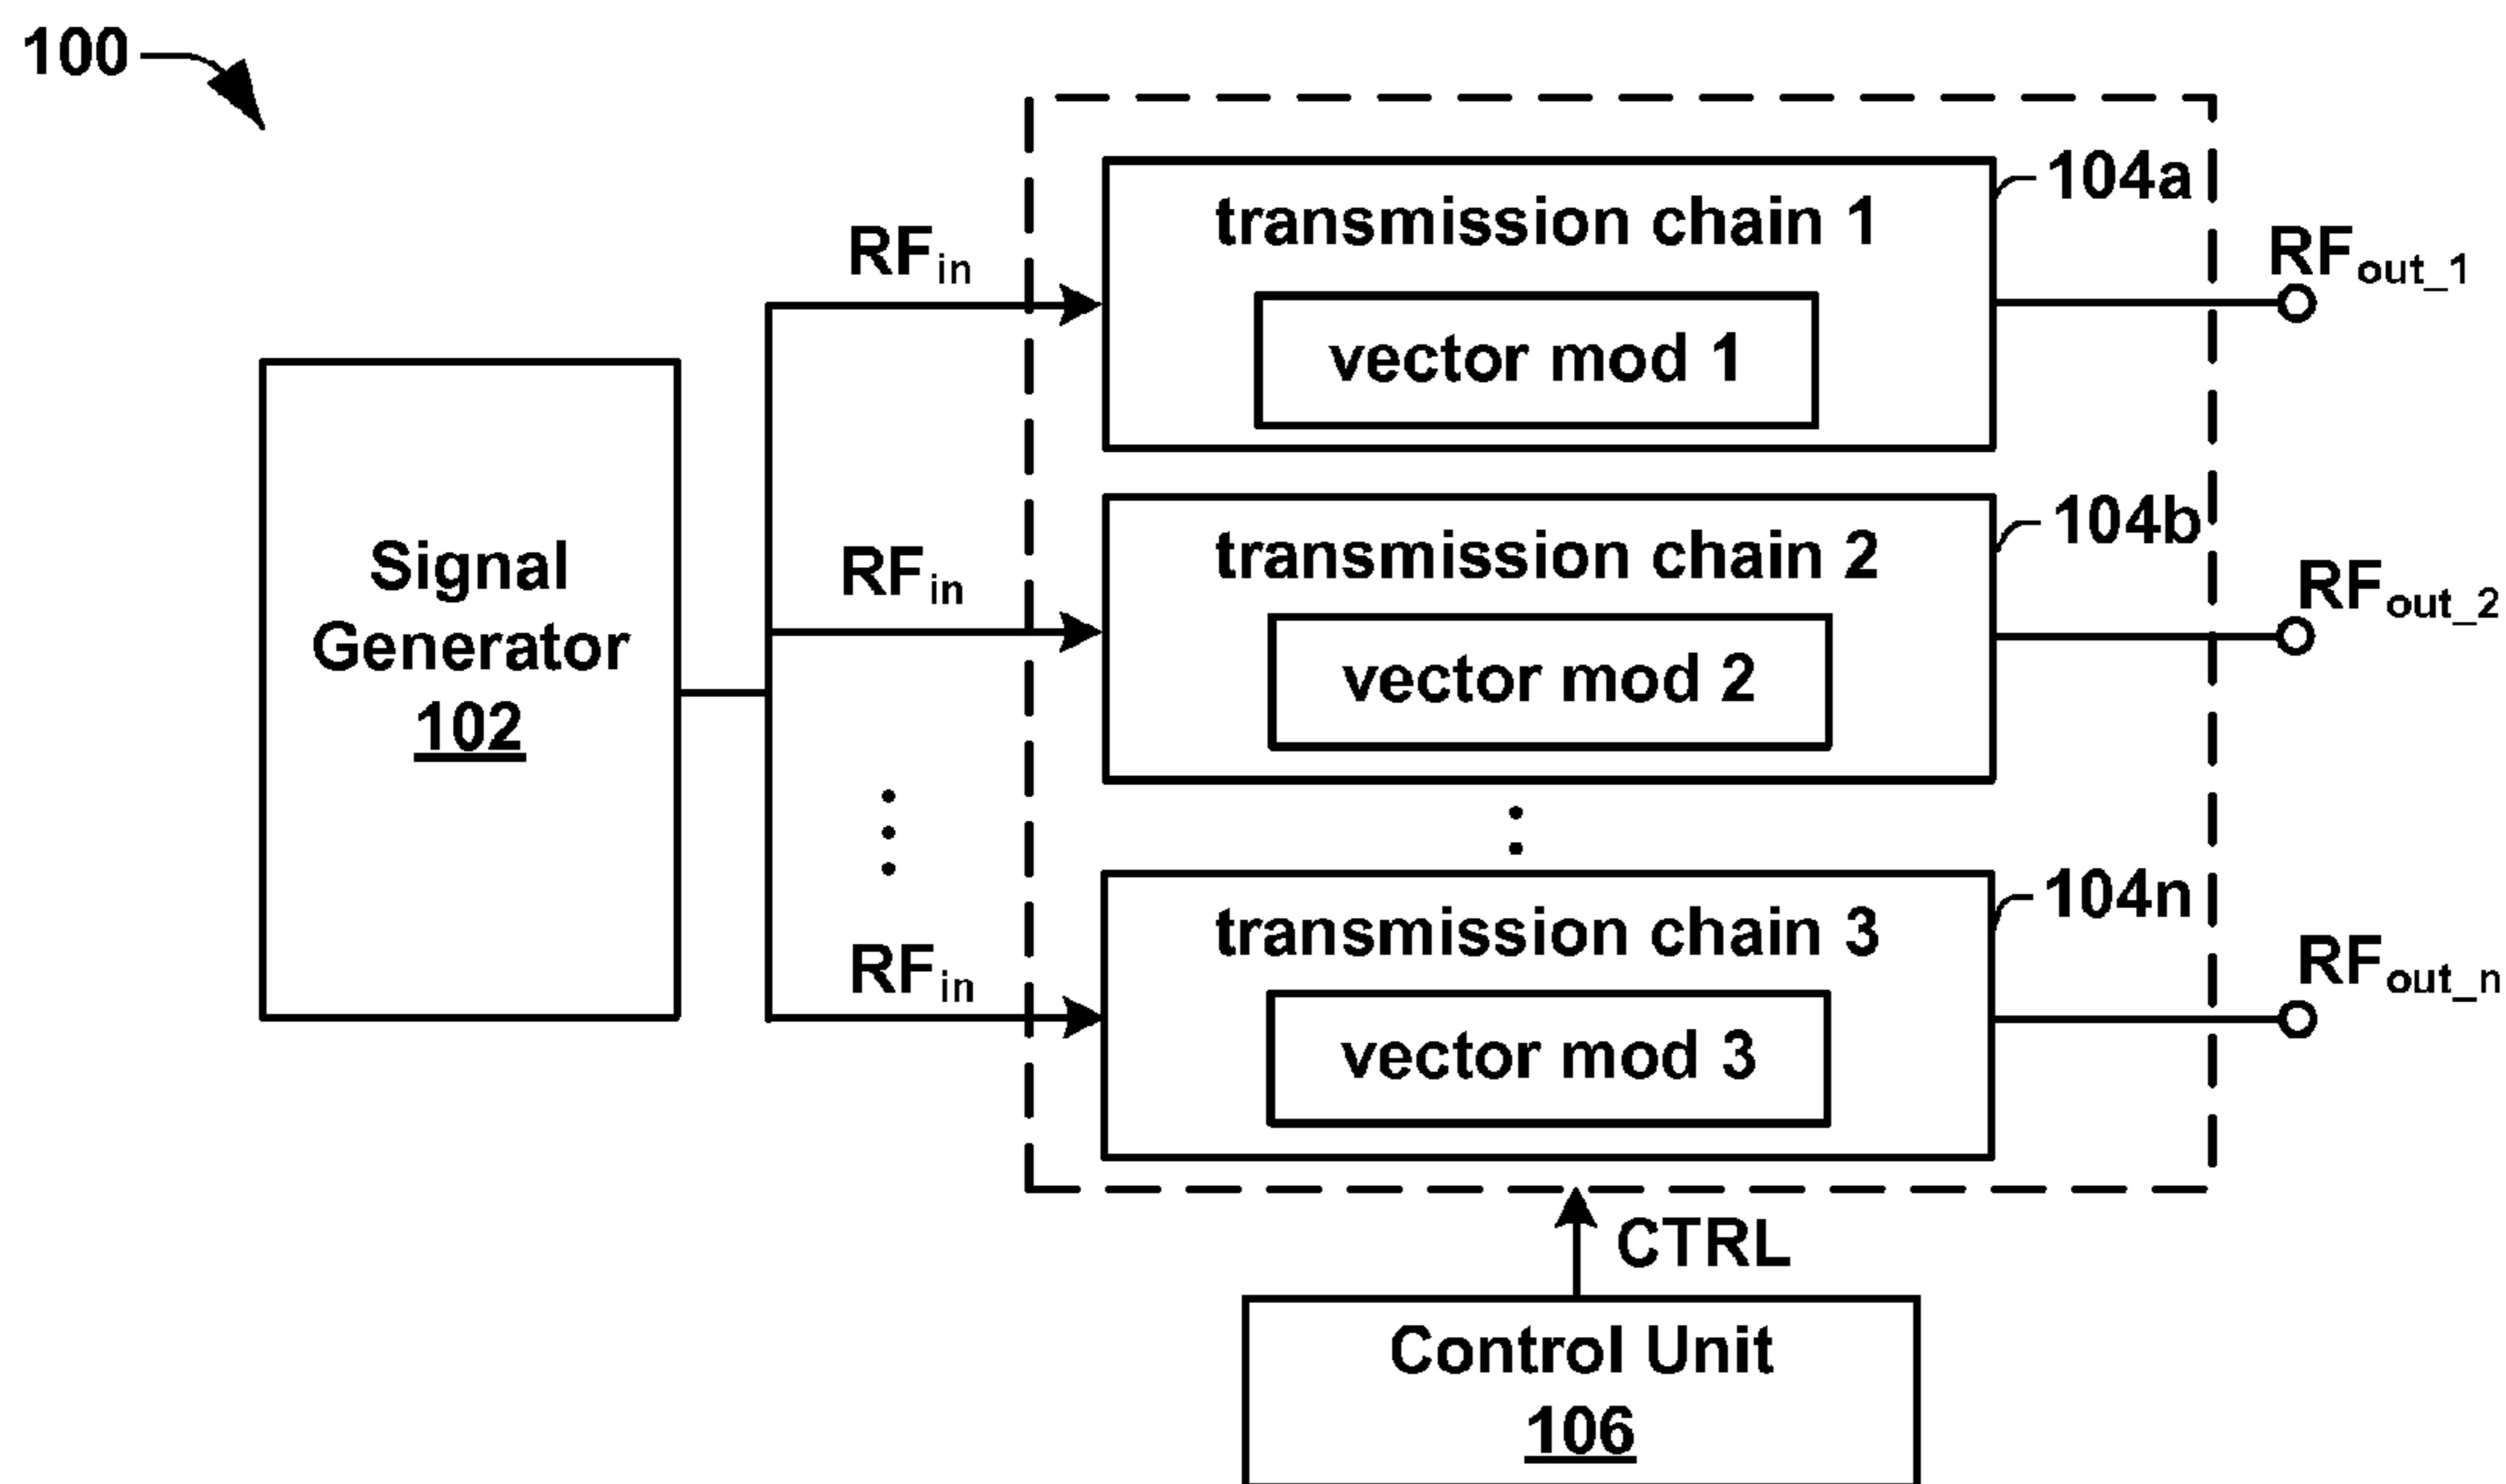 100
transmission chain 1
104a
RFin
vector mod 1
RFout_1
Signal
Generator
102
RFin
transmission chain 2
104b
vector mod 2
RFout_2
RFin
transmission chain 3
104n
vector mod 3
RFout_n
CTRL
Control Unit
106